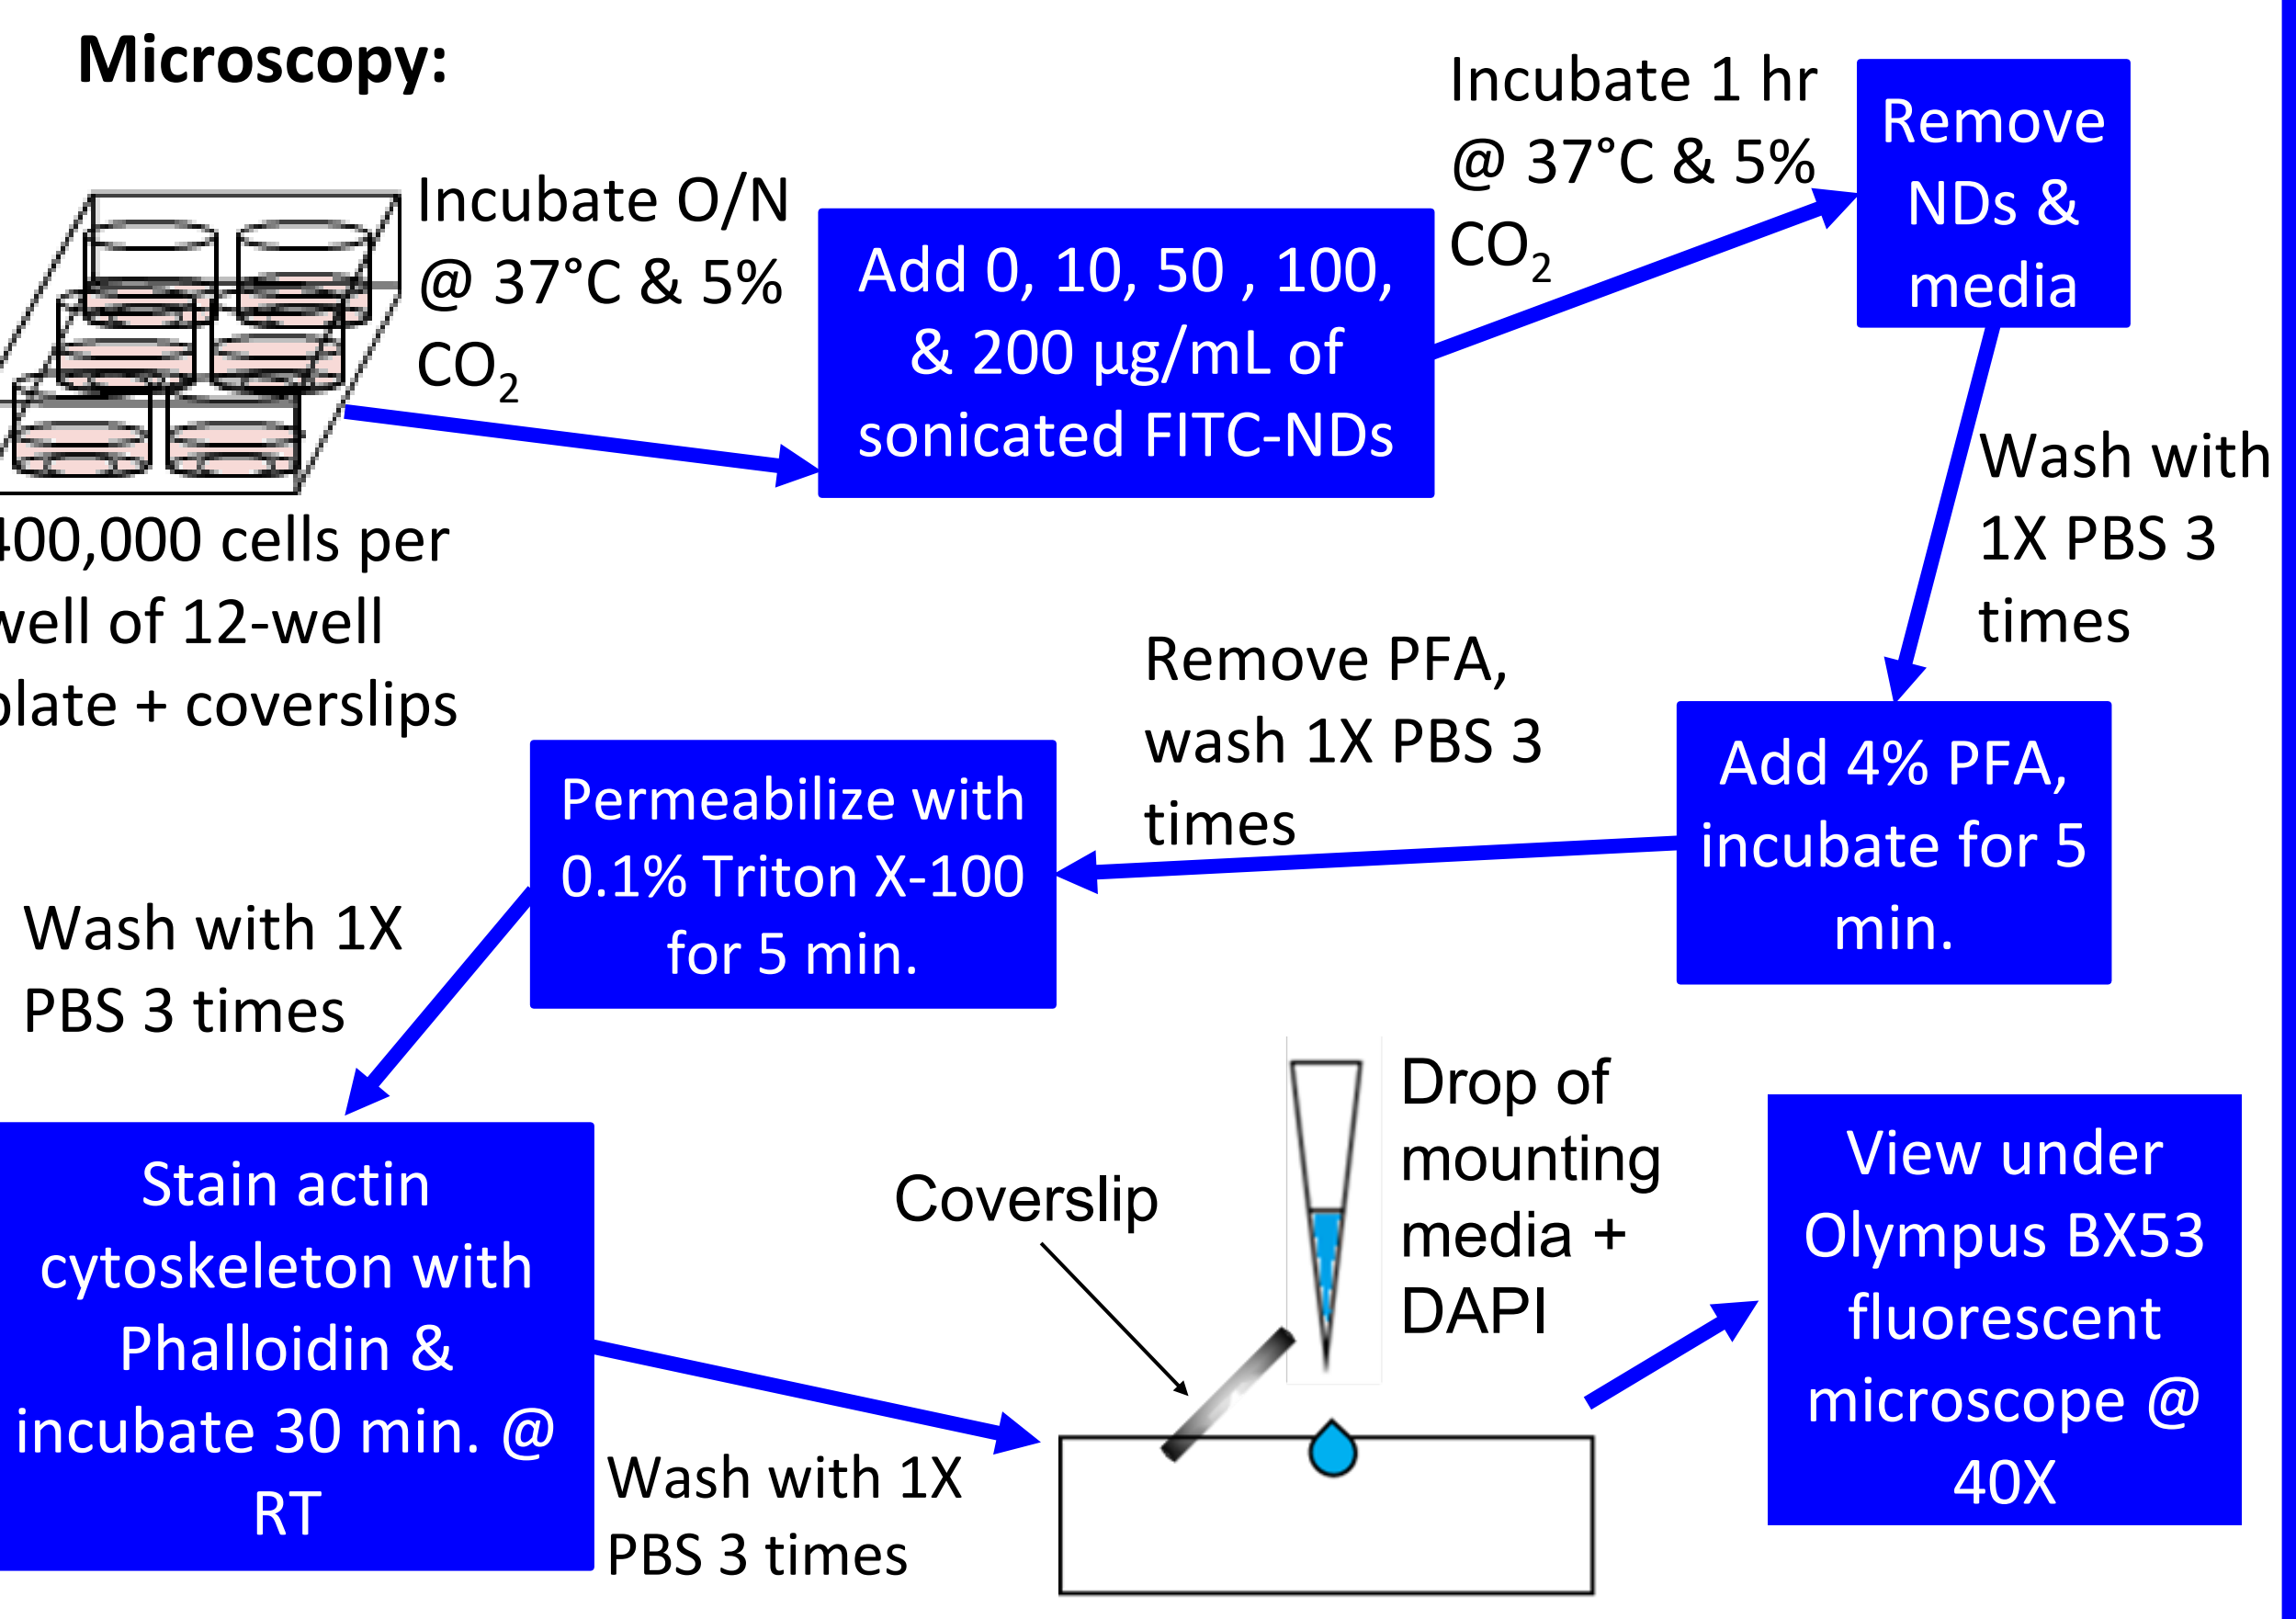 Microscopy:
Incubate O/N
@ 37°C & 5%
CO₂
400,000 cells per
well of 12-well
plate + coverslips
Add 0, 10, 50 , 100,
& 200 µg/mL of
sonicated FITC-NDs
Incubate 1 hr
@ 37°C & 5%
CO₂
Remove
NDs &
media
Wash with
1X PBS 3
times
Add 4% PFA,
incubate for 5
min.
Remove PFA,
wash 1X PBS 3
times
Permeabilize with
0.1% Triton X-100
for 5 min.
Wash with 1X
PBS 3 times
Stain actin
cytoskeleton with
Phalloidin &
incubate 30 min. @
RT
Wash with 1X
PBS 3 times
Coverslip
Drop of
mounting
media +
DAPI
View under
Olympus BX53
fluorescent
microscope @
40X